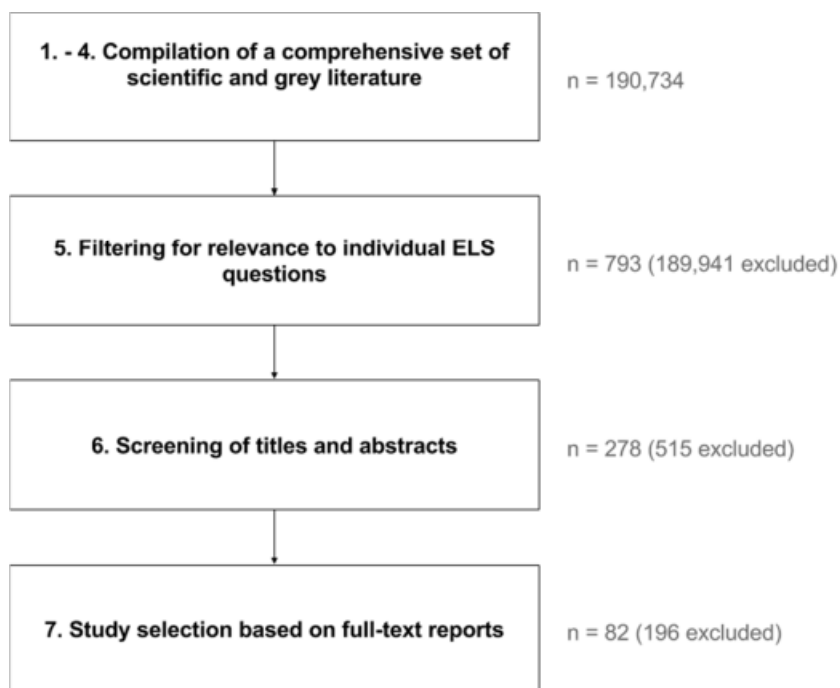 1. - 4. Compilation of a comprehensive set of
scientific and grey literature
n = 190,734
5. Filtering for relevance to individual ELS
questions
n = 793 (189,941 excluded)
6. Screening of titles and abstracts
n = 278 (515 excluded)
7. Study selection based on full-text reports
n = 82 (196 excluded)